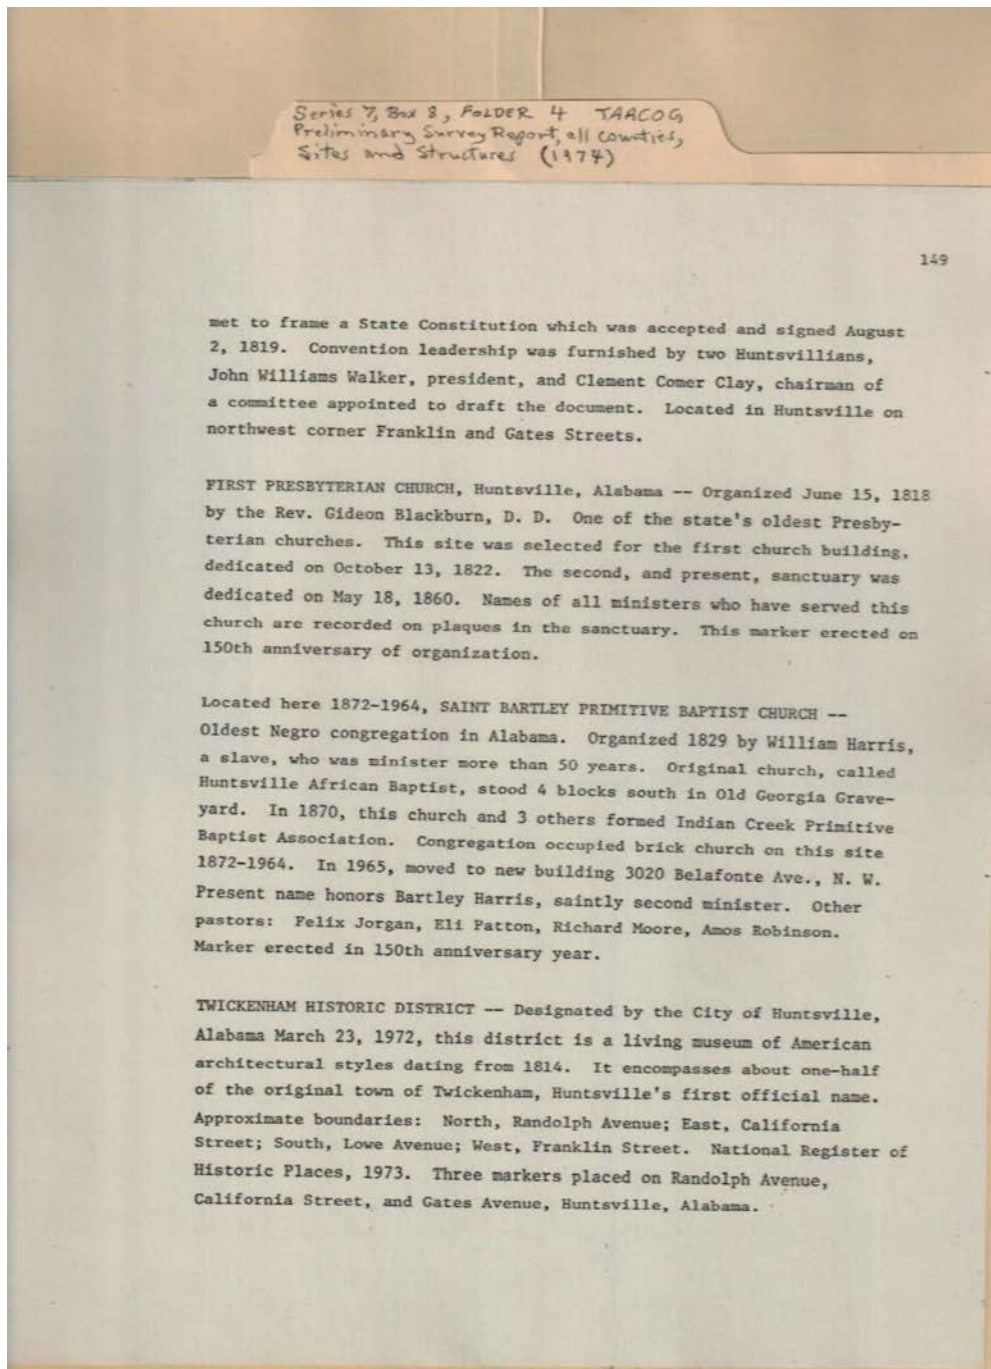 Series 7, Box 8, FOLDER 4 TARCOG
Preliminary Survey Report, all counties,
Sites and Structures (1974)
149
met to frame a State Constitution which was accepted and signed August
2, 1819. Convention leadership was furnished by two Huntsvillians,
John Williams Walker, president, and Clement Comer Clay, chairman of
a committee appointed to draft the document. Located in Huntsville on
northwest corner Franklin and Gates Streets.
FIRST PRESBYTERIAN CHURCH, Huntsville, Alabama -- Organized June 15, 1818
by the Rev. Gideon Blackburn, D. D. One of the state's oldest Presby-
terian churches. This site was selected for the first church building,
dedicated on October 13, 1822. The second, and present, sanctuary was
dedicated on May 18, 1860. Names of all ministers who have served this
church are recorded on plaques in the sanctuary. This marker erected on
150th anniversary of organization.
Located here 1872-1964, SAINT BARTLEY PRIMITIVE BAPTIST CHURCH --
Oldest Negro congregation in Alabama. Organized 1829 by William Harris,
a slave, who was minister more than 50 years. Original church, called
Huntsville African Baptist, stood 4 blocks south in Old Georgia Grave-
yard. In 1870, this church and 3 others formed Indian Creek Primitive
Baptist Association. Congregation occupied brick church on this site
1872-1964. In 1965, moved to new building 3020 Belafonte Ave., N. W.
Present name honors Bartley Harris, saintly second minister. Other
pastors: Felix Jorgan, Eli Patton, Richard Moore, Amos Robinson.
Marker erected in 150th anniversary year.
TWICKENHAM HISTORIC DISTRICT -- Designated by the City of Huntsville,
Alabama March 23, 1972, this district is a living museum of American
architectural styles dating from 1814. It encompasses about one-half
of the original town of Twickenham, Huntsville's first official name.
Approximate boundaries: North, Randolph Avenue; East, California
Street; South, Lowe Avenue; West, Franklin Street. National Register of
Historic Places, 1973. Three markers placed on Randolph Avenue,
California Street, and Gates Avenue, Huntsville, Alabama.